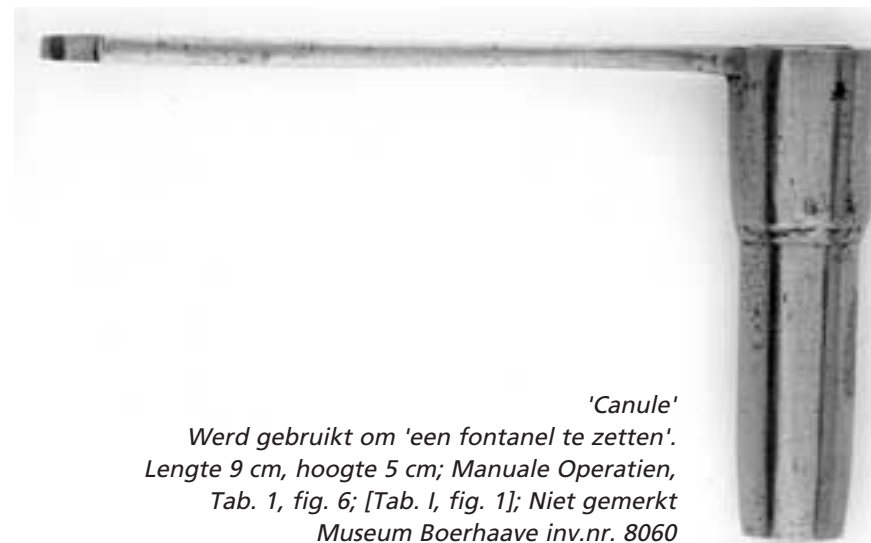 'Canule'
Werd gebruikt om 'een fontanel te zetten'.
Lengte 9 cm, hoogte 5 cm; Manuale Operatien,
Tab. 1, fig. 6; [Tab. I, fig. 1]; Niet gemerkt
Museum Boerhaave inv.nr. 8060